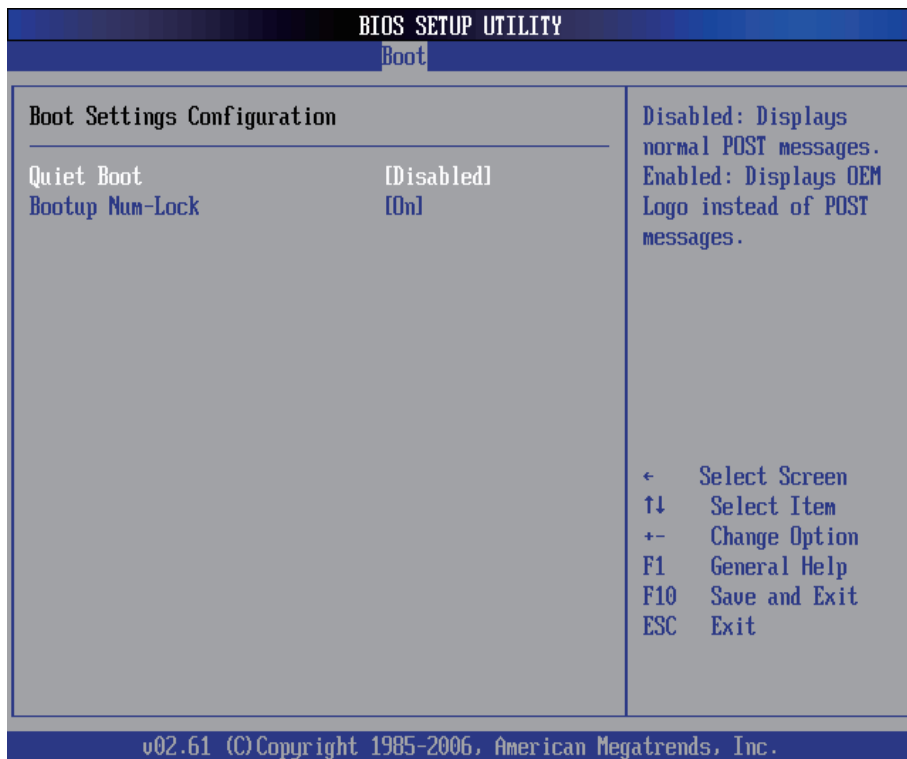 BIOS SETUP UTILITY
Boot
Boot Settings Configuration
Quiet Boot [Disabled]
Bootup Num-Lock [On]
Disabled: Displays
normal POST messages.
Enabled: Displays OEM
Logo instead of POST
messages.
← Select Screen
↑↓ Select Item
+- Change Option
F1 General Help
F10 Save and Exit
ESC Exit
v02.61 (C)Copyright 1985-2006, American Megatrends, Inc.